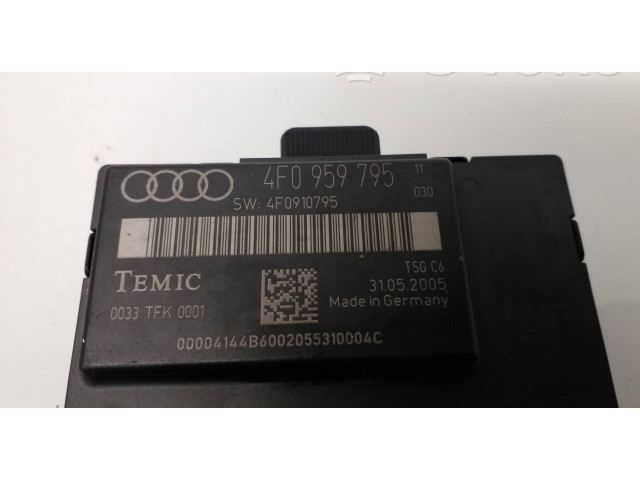 4F0 959 795 11
030
SW: 4F0910795
TSG C6
TEMIC 31.05.2005
0033 TFK 0001 Made in Germany
00004144B6002055310004C